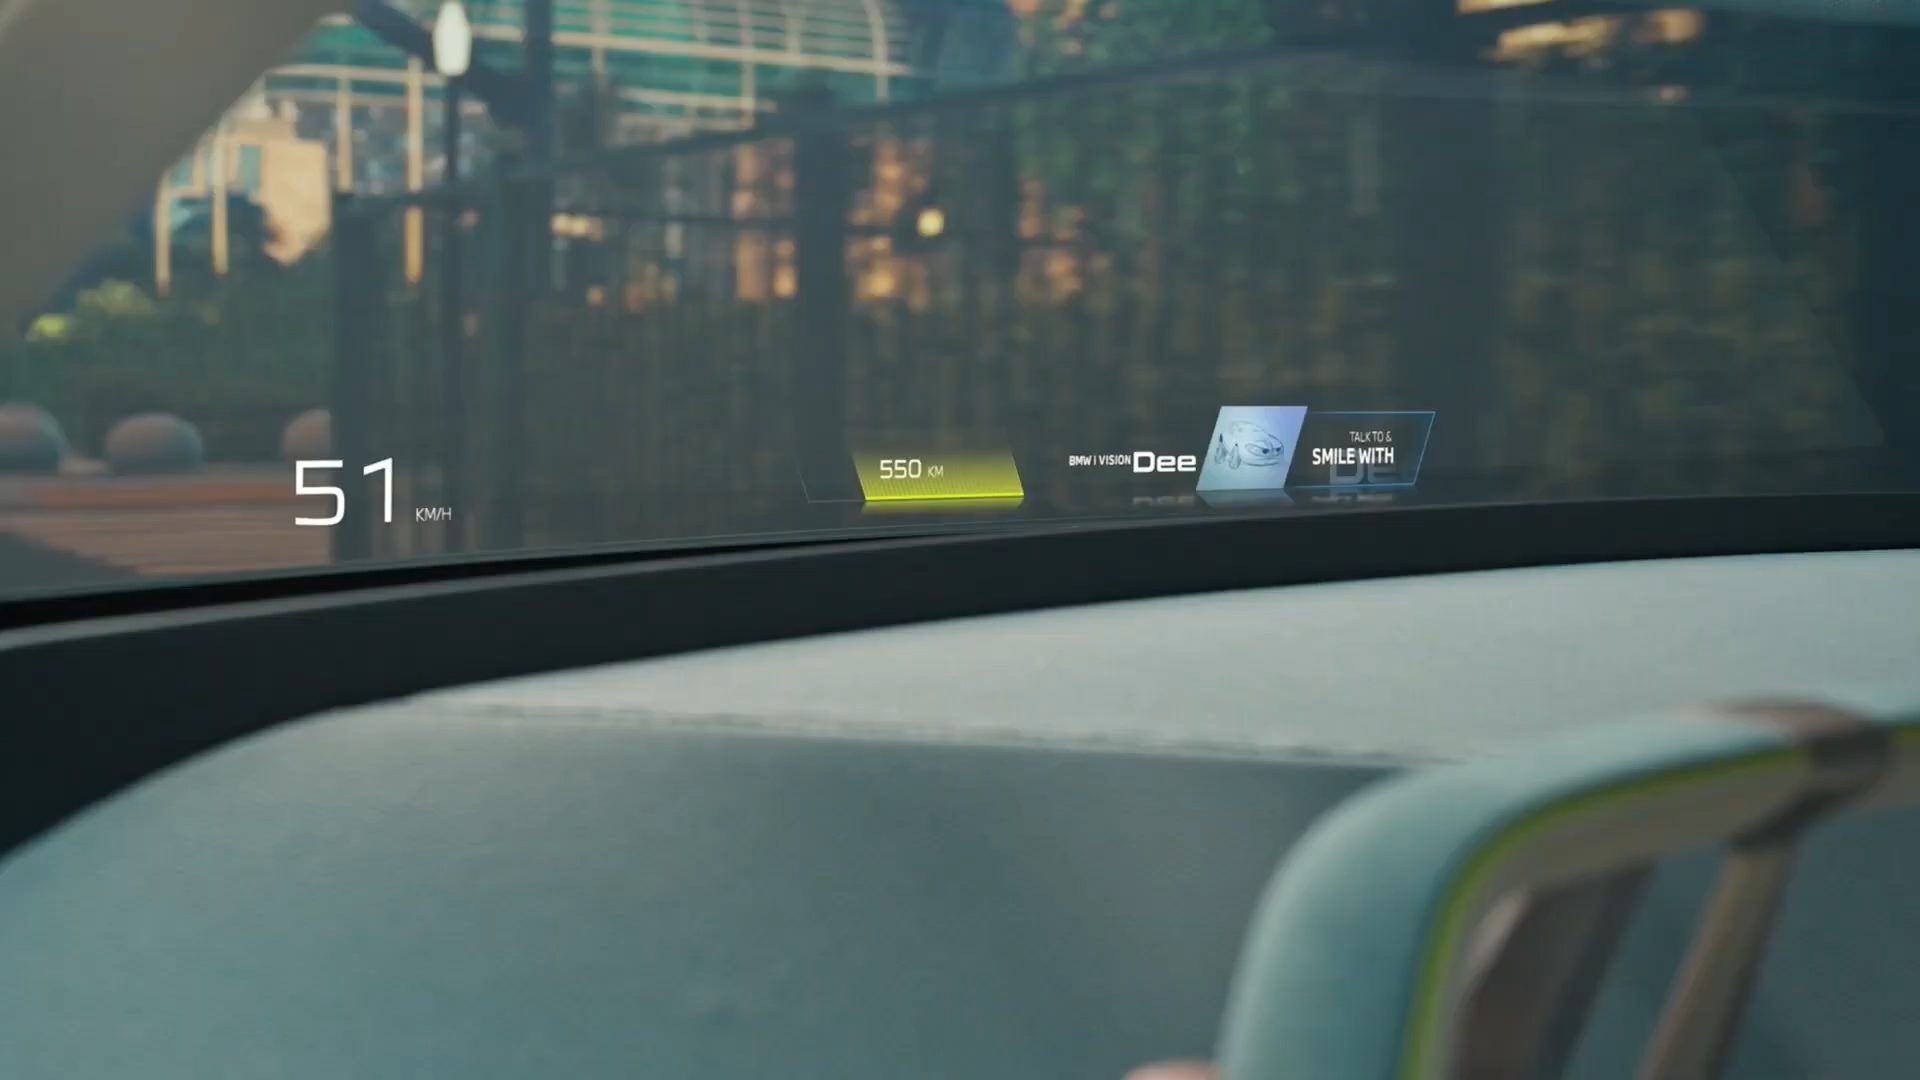 51 KM/H
550 KM
BMW i VISION Dee
TALK TO &
SMILE WITH